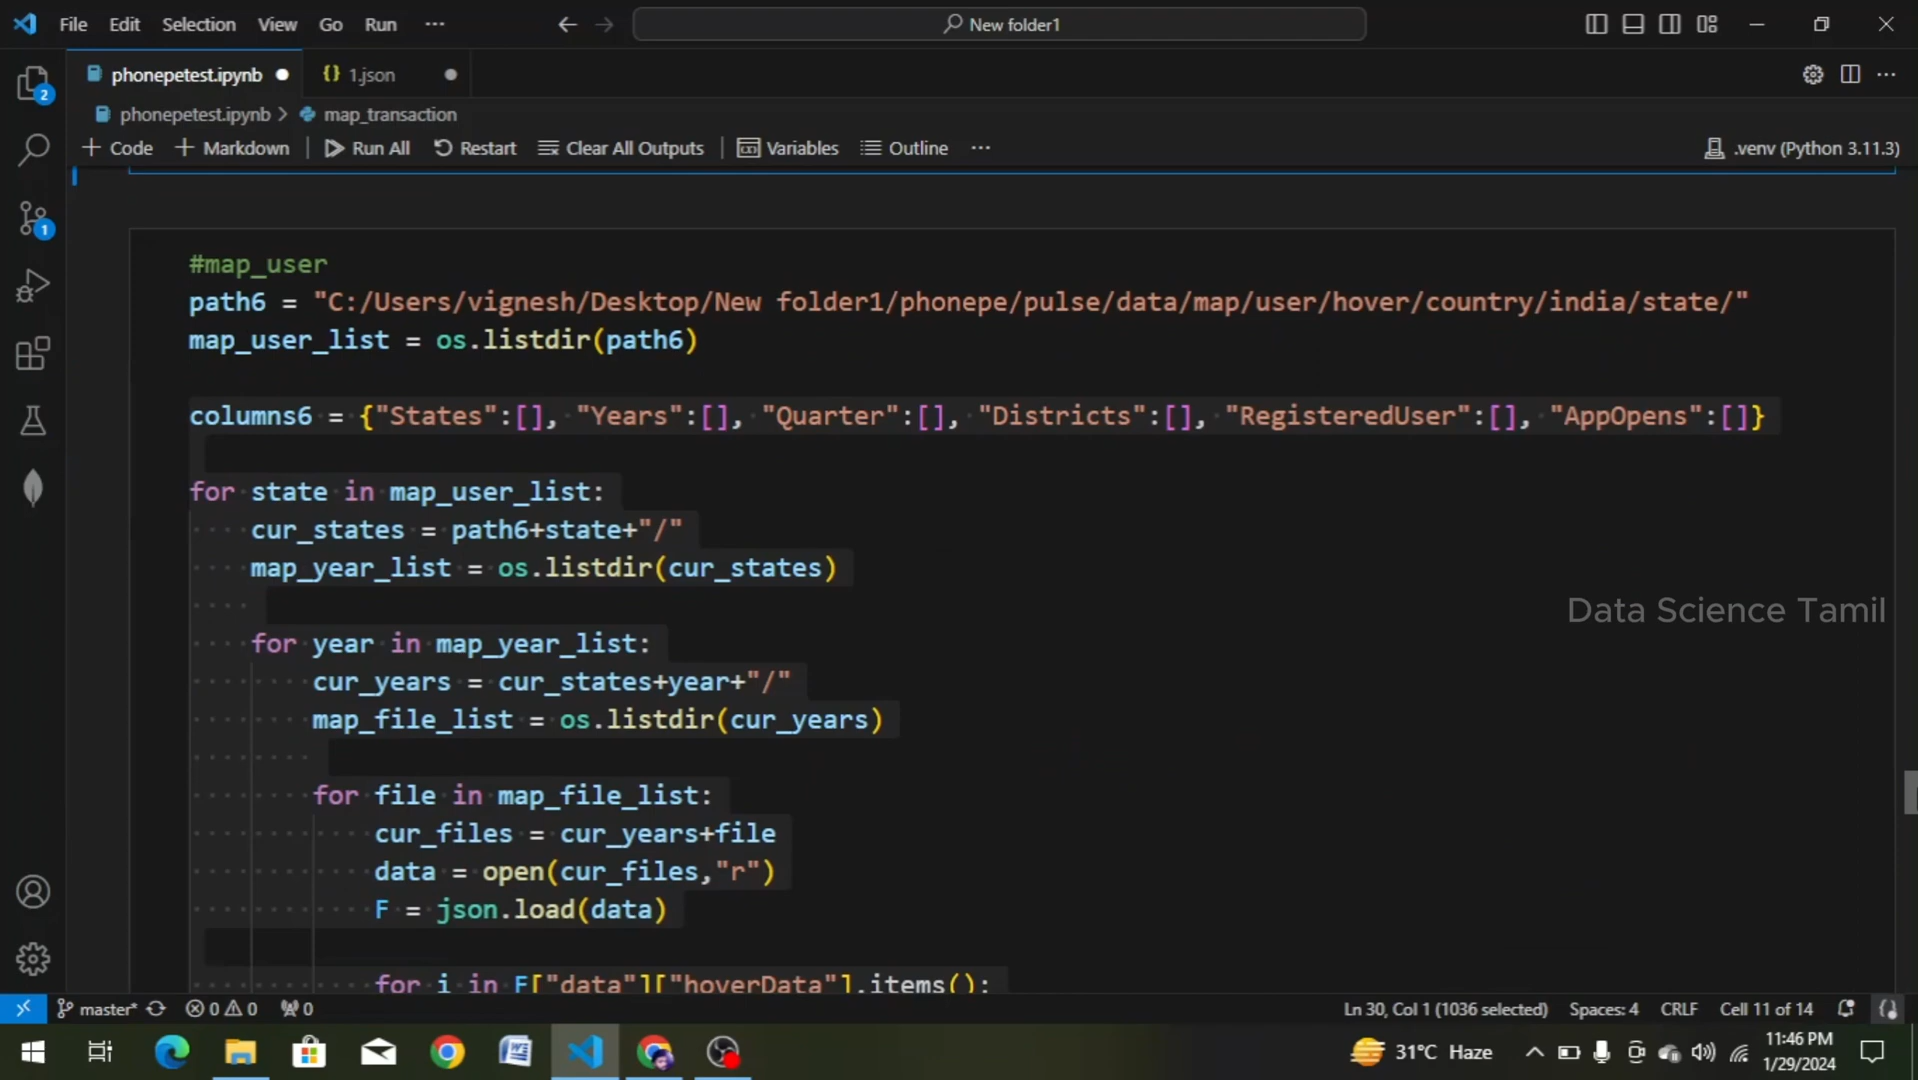 File Edit Selection View Go Run ··· New folder1
phonepetest.ipynb 1.json
phonepetest.ipynb > map_transaction
+ Code + Markdown Run All Restart Clear All Outputs Variables Outline ··· .venv (Python 3.11.3)
#map_user
path6 = "C:/Users/vignesh/Desktop/New folder1/phonepe/pulse/data/map/user/hover/country/india/state/"
map_user_list = os.listdir(path6)
columns6 = {"States":[], "Years":[], "Quarter":[], "Districts":[], "RegisteredUser":[], "AppOpens":[]}
for state in map_user_list:
cur_states = path6+state+"/"
map_year_list = os.listdir(cur_states)
Data Science Tamil
for year in map_year_list:
cur_years = cur_states+year+"/"
map_file_list = os.listdir(cur_years)
for file in map_file_list:
cur_files = cur_years+file
data = open(cur_files,"r")
F = json.load(data)
for i in F["data"]["hoverData"].items():
2
1
master* 0 0 0 Ln 30, Col 1 (1036 selected) Spaces: 4 CRLF Cell 11 of 14
31°C Haze 11:46 PM
1/29/2024